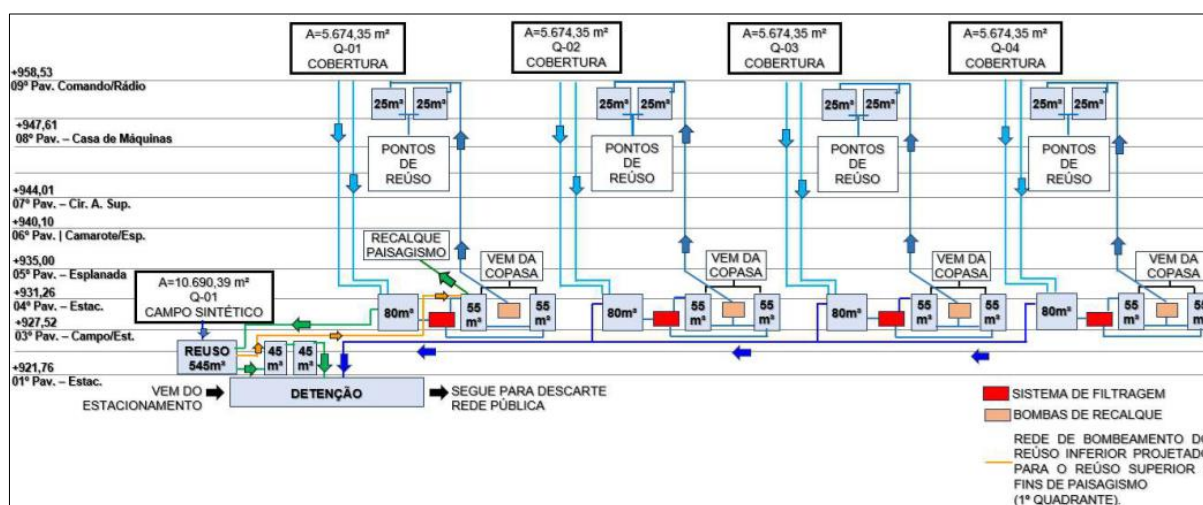 A=5.674,35 m²
Q-01
COBERTURA
A=5.674,35 m²
Q-02
COBERTURA
A=5.674,35 m²
Q-03
COBERTURA
A=5.674,35 m²
Q-04
COBERTURA
+958,53
09º Pav. Comando/Rádio
25m³ 25m³
25m³ 25m³
25m³ 25m³
25m³ 25m³
+947,61
08º Pav. – Casa de Máquinas
PONTOS
DE
REÚSO
PONTOS
DE
REÚSO
PONTOS
DE
REÚSO
PONTOS
DE
REÚSO
+944,01
07º Pav. – Cir. A. Sup.
+940,10
06º Pav. | Camarote/Esp.
RECALQUE
PAISAGISMO
VEM DA
COPASA
VEM DA
COPASA
VEM DA
COPASA
VEM DA
COPASA
+935,00
05º Pav. – Esplanada
A=10.690,39 m²
Q-01
CAMPO SINTÉTICO
+931,26
04º Pav. – Estac.
80m³
55
m³
55
m³
80m³
55
m³
55
m³
80m³
55
m³
55
m³
80m³
55
m³
55
m³
+927,52
03º Pav. – Campo/Est.
REUSO
545m³
45
m³
45
m³
+921,76
01º Pav. – Estac.
VEM DO
ESTACIONAMENTO
DETENÇÃO
SEGUE PARA DESCARTE
REDE PÚBLICA
SISTEMA DE FILTRAGEM
BOMBAS DE RECALQUE
REDE DE BOMBEAMENTO DO
REÚSO INFERIOR PROJETADO
PARA O REÚSO SUPERIOR
FINS DE PAISAGISMO
(1º QUADRANTE).